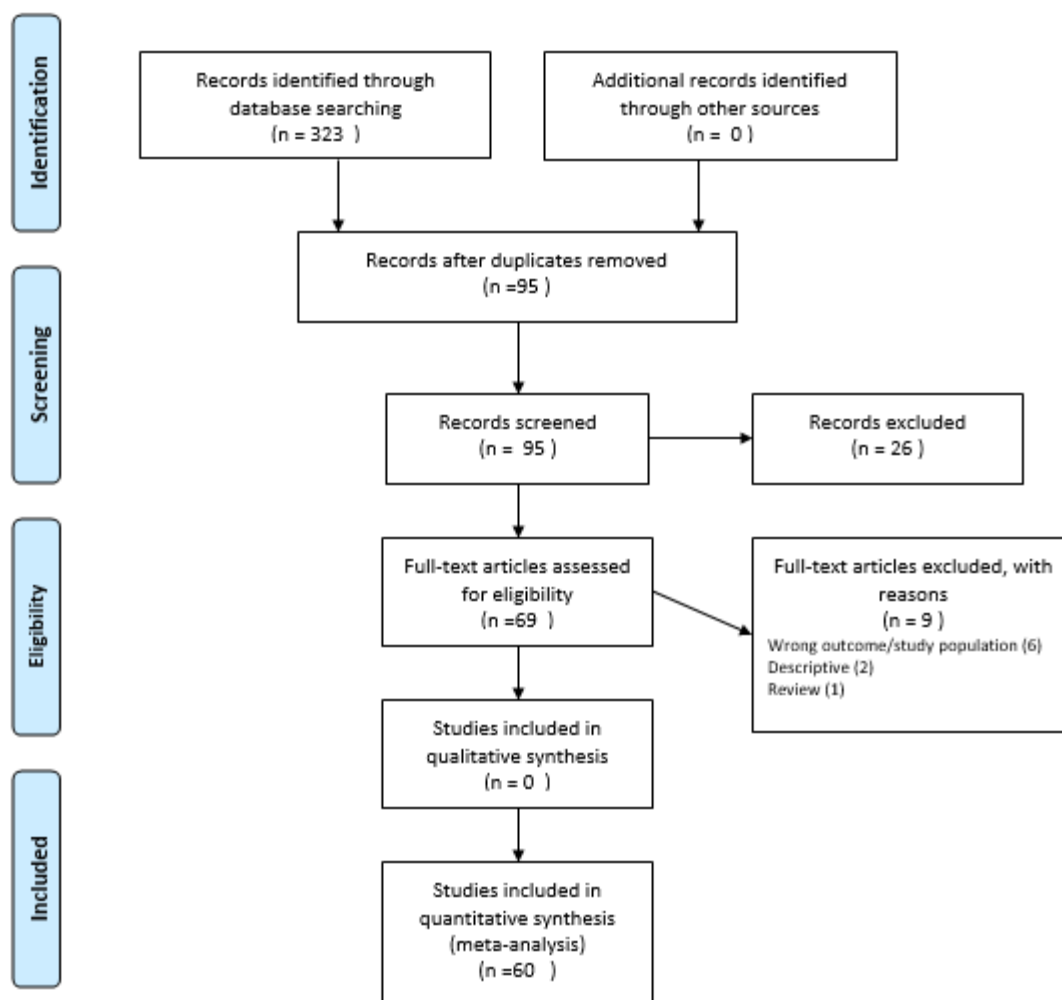 Identification
Records identified through
database searching
(n = 323  )
Additional records identified
through other sources
(n =  0 )
Records after duplicates removed
(n =95 )
Screening
Records screened
(n =  95 )
Records excluded
(n = 26 )
Eligibility
Full-text articles assessed
for eligibility
(n =69  )
Full-text articles excluded, with
reasons
(n = 9 )
Wrong outcome/study population (6)
Descriptive (2)
Review (1)
Studies included in
qualitative synthesis
(n = 0  )
Included
Studies included in
quantitative synthesis
(meta-analysis)
(n =60   )